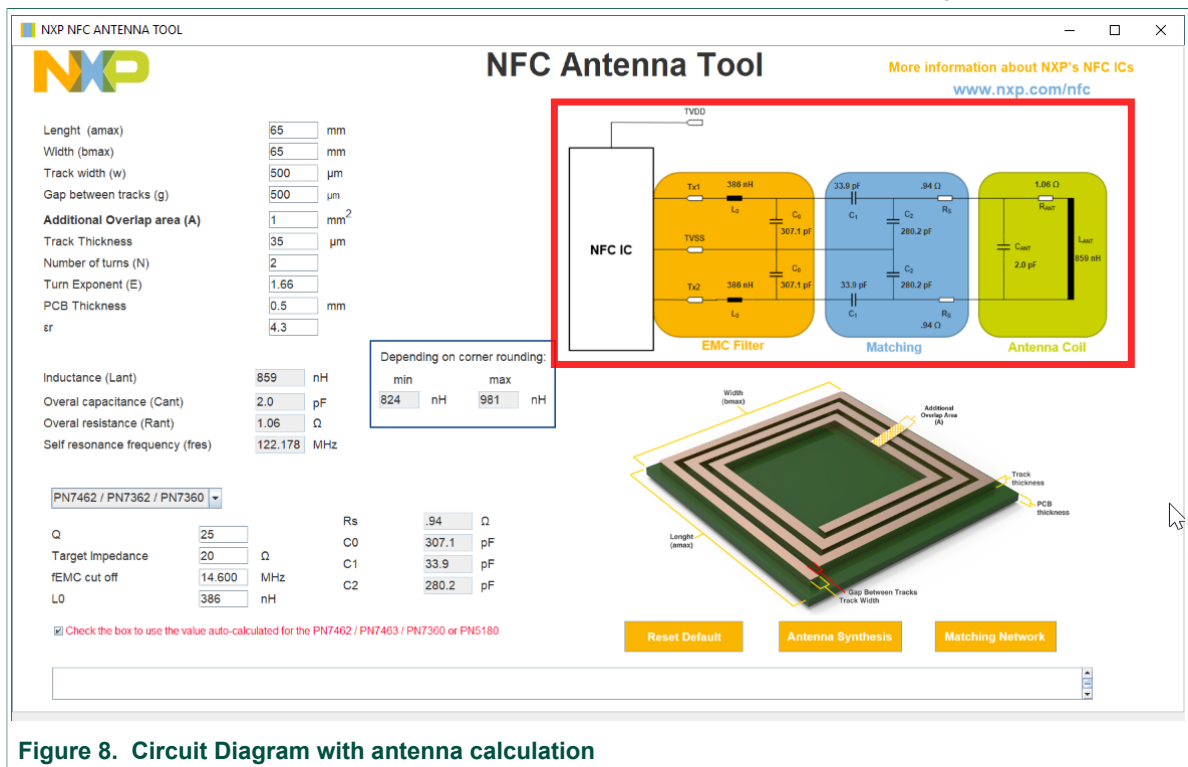 NXP NFC ANTENNA TOOL
NXP
NFC Antenna Tool
More information about NXP's NFC ICs
www.nxp.com/nfc
Lenght (amax) 65 mm
Width (bmax) 65 mm
Track width (w) 500 µm
Gap between tracks (g) 500 µm
Additional Overlap area (A) 1 mm²
Track Thickness 35 µm
Number of turns (N) 2
Turn Exponent (E) 1.66
PCB Thickness 0.5 mm
εr 4.3
Inductance (Lant) 859 nH
Overal capacitance (Cant) 2.0 pF
Overal resistance (Rant) 1.06 Ω
Self resonance frequency (fres) 122.178 MHz
Depending on corner rounding:
min max
824 nH 981 nH
PN7462 / PN7362 / PN7360
Q 25
Target Impedance 20 Ω
fEMC cut off 14.600 MHz
L0 386 nH
Rs .94 Ω
C0 307.1 pF
C1 33.9 pF
C2 280.2 pF
Check the box to use the value auto-calculated for the PN7462 / PN7463 / PN7360 or PN5180
TVDD
NFC IC
Tx1 386 nH 33.9 pF .94 Ω 1.06 Ω
L0 C0 C1 C2 RS RANT
307.1 pF 280.2 pF
TVSS CANT LANT
2.0 pF 859 nH
C0 C2
Tx2 386 nH 307.1 pF 33.9 pF 280.2 pF
L0 C1 RS
.94 Ω
EMC Filter Matching Antenna Coil
Width
(bmax)
Additional
Overlap Area
(A)
Track
thickness
PCB
thickness
Lenght
(amax)
Gap Between Tracks
Track Width
Reset Default Antenna Synthesis Matching Network
Figure 8. Circuit Diagram with antenna calculation